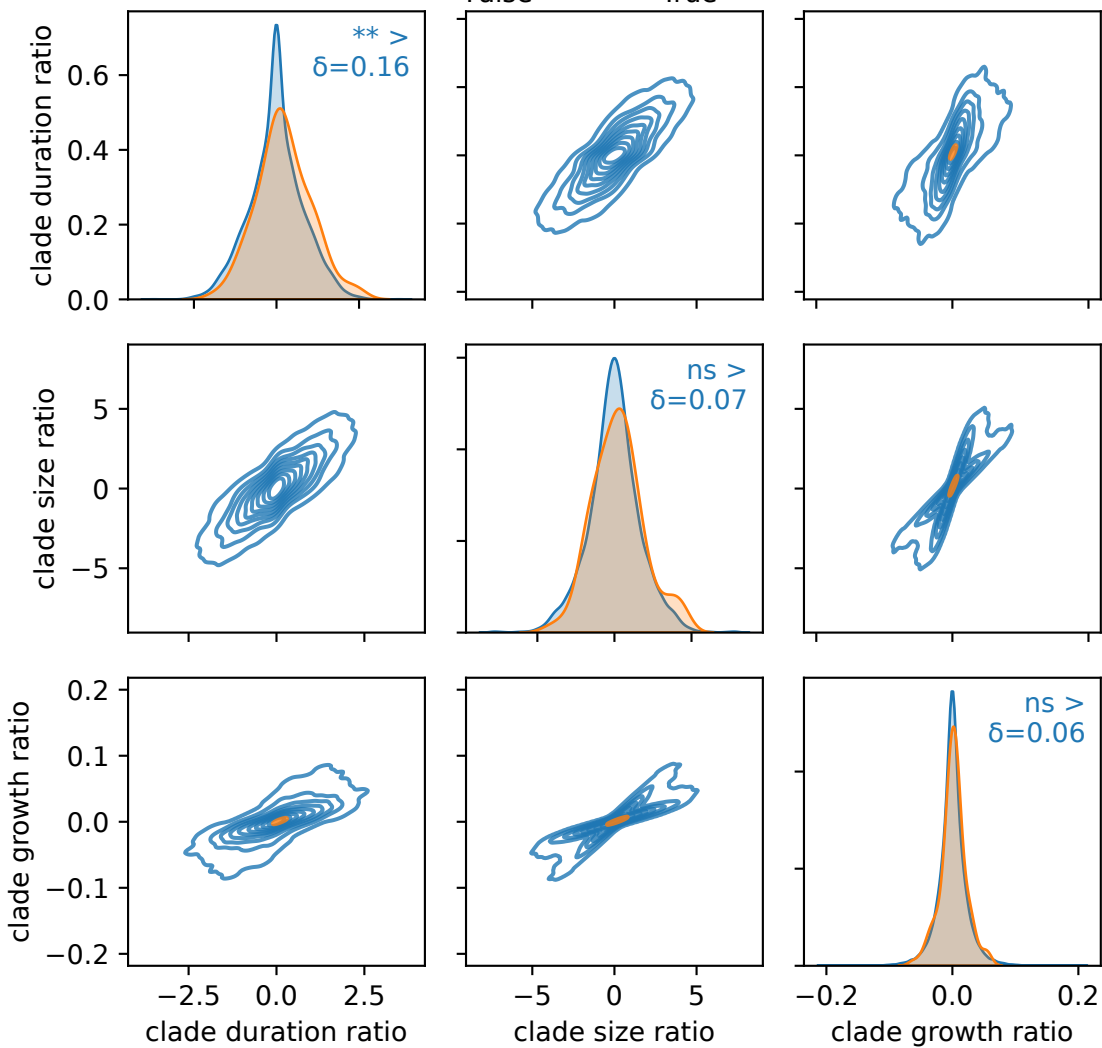 False True
clade duration ratio
0.6
0.4
0.2
0.0
** >
δ=0.16
clade size ratio
5
0
−5
ns >
δ=0.07
clade growth ratio
0.2
0.1
0.0
−0.1
−0.2
ns >
δ=0.06
−2.5 0.0 2.5
−5 0 5
−0.2 0.0 0.2
clade duration ratio
clade size ratio
clade growth ratio